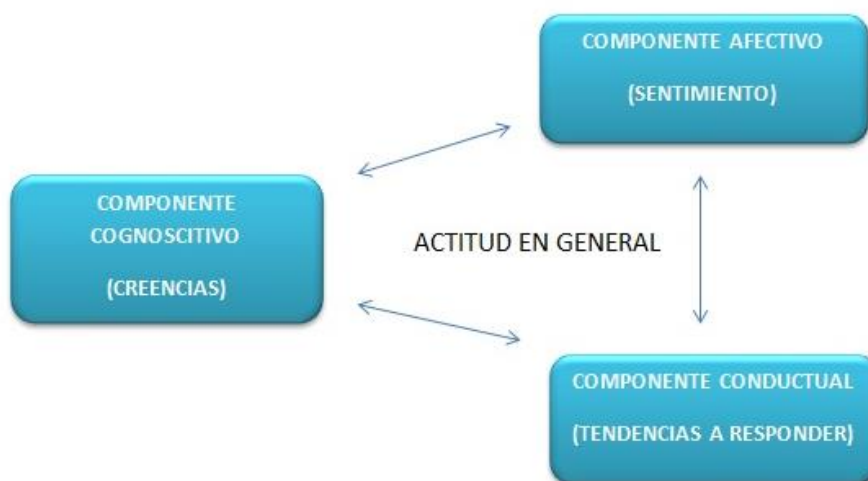 COMPONENTE AFECTIVO
(SENTIMIENTO)
COMPONENTE
COGNOSCITIVO
(CREENCIAS)
ACTITUD EN GENERAL
COMPONENTE CONDUCTUAL
(TENDENCIAS A RESPONDER)